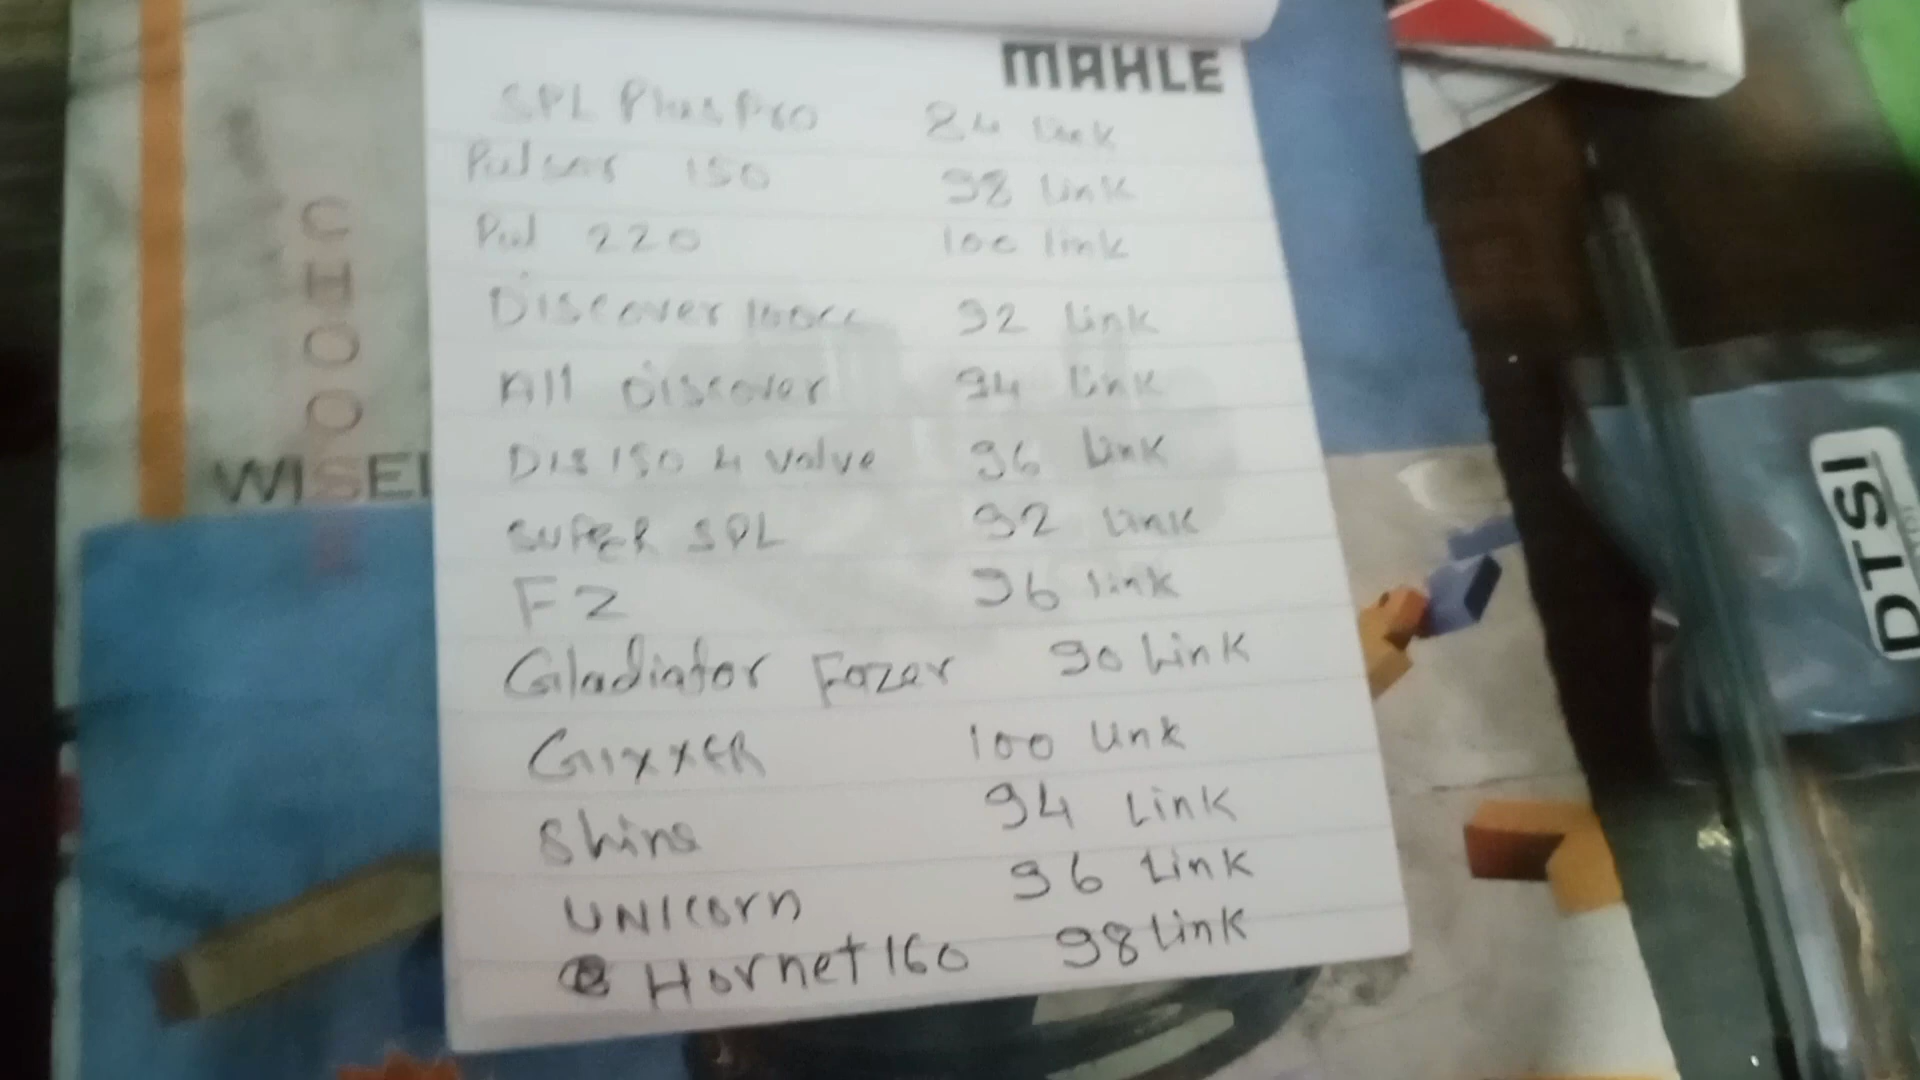 MAHLE
SPL Plus Pro 84 Link
Pulsar 150 98 Link
Pul 220 100 link
Discover 100cc 92 Link
All Discover 94 Link
DIS 150 4 valve 96 Link
SUPER SPL 92 Link
FZ 96 link
Gladiator Fazer 90 Link
GIXXER 100 Link
Shine 94 Link
UNICorn 96 Link
Hornet 160 98 Link
CHOOSE
WISEL
DTSI